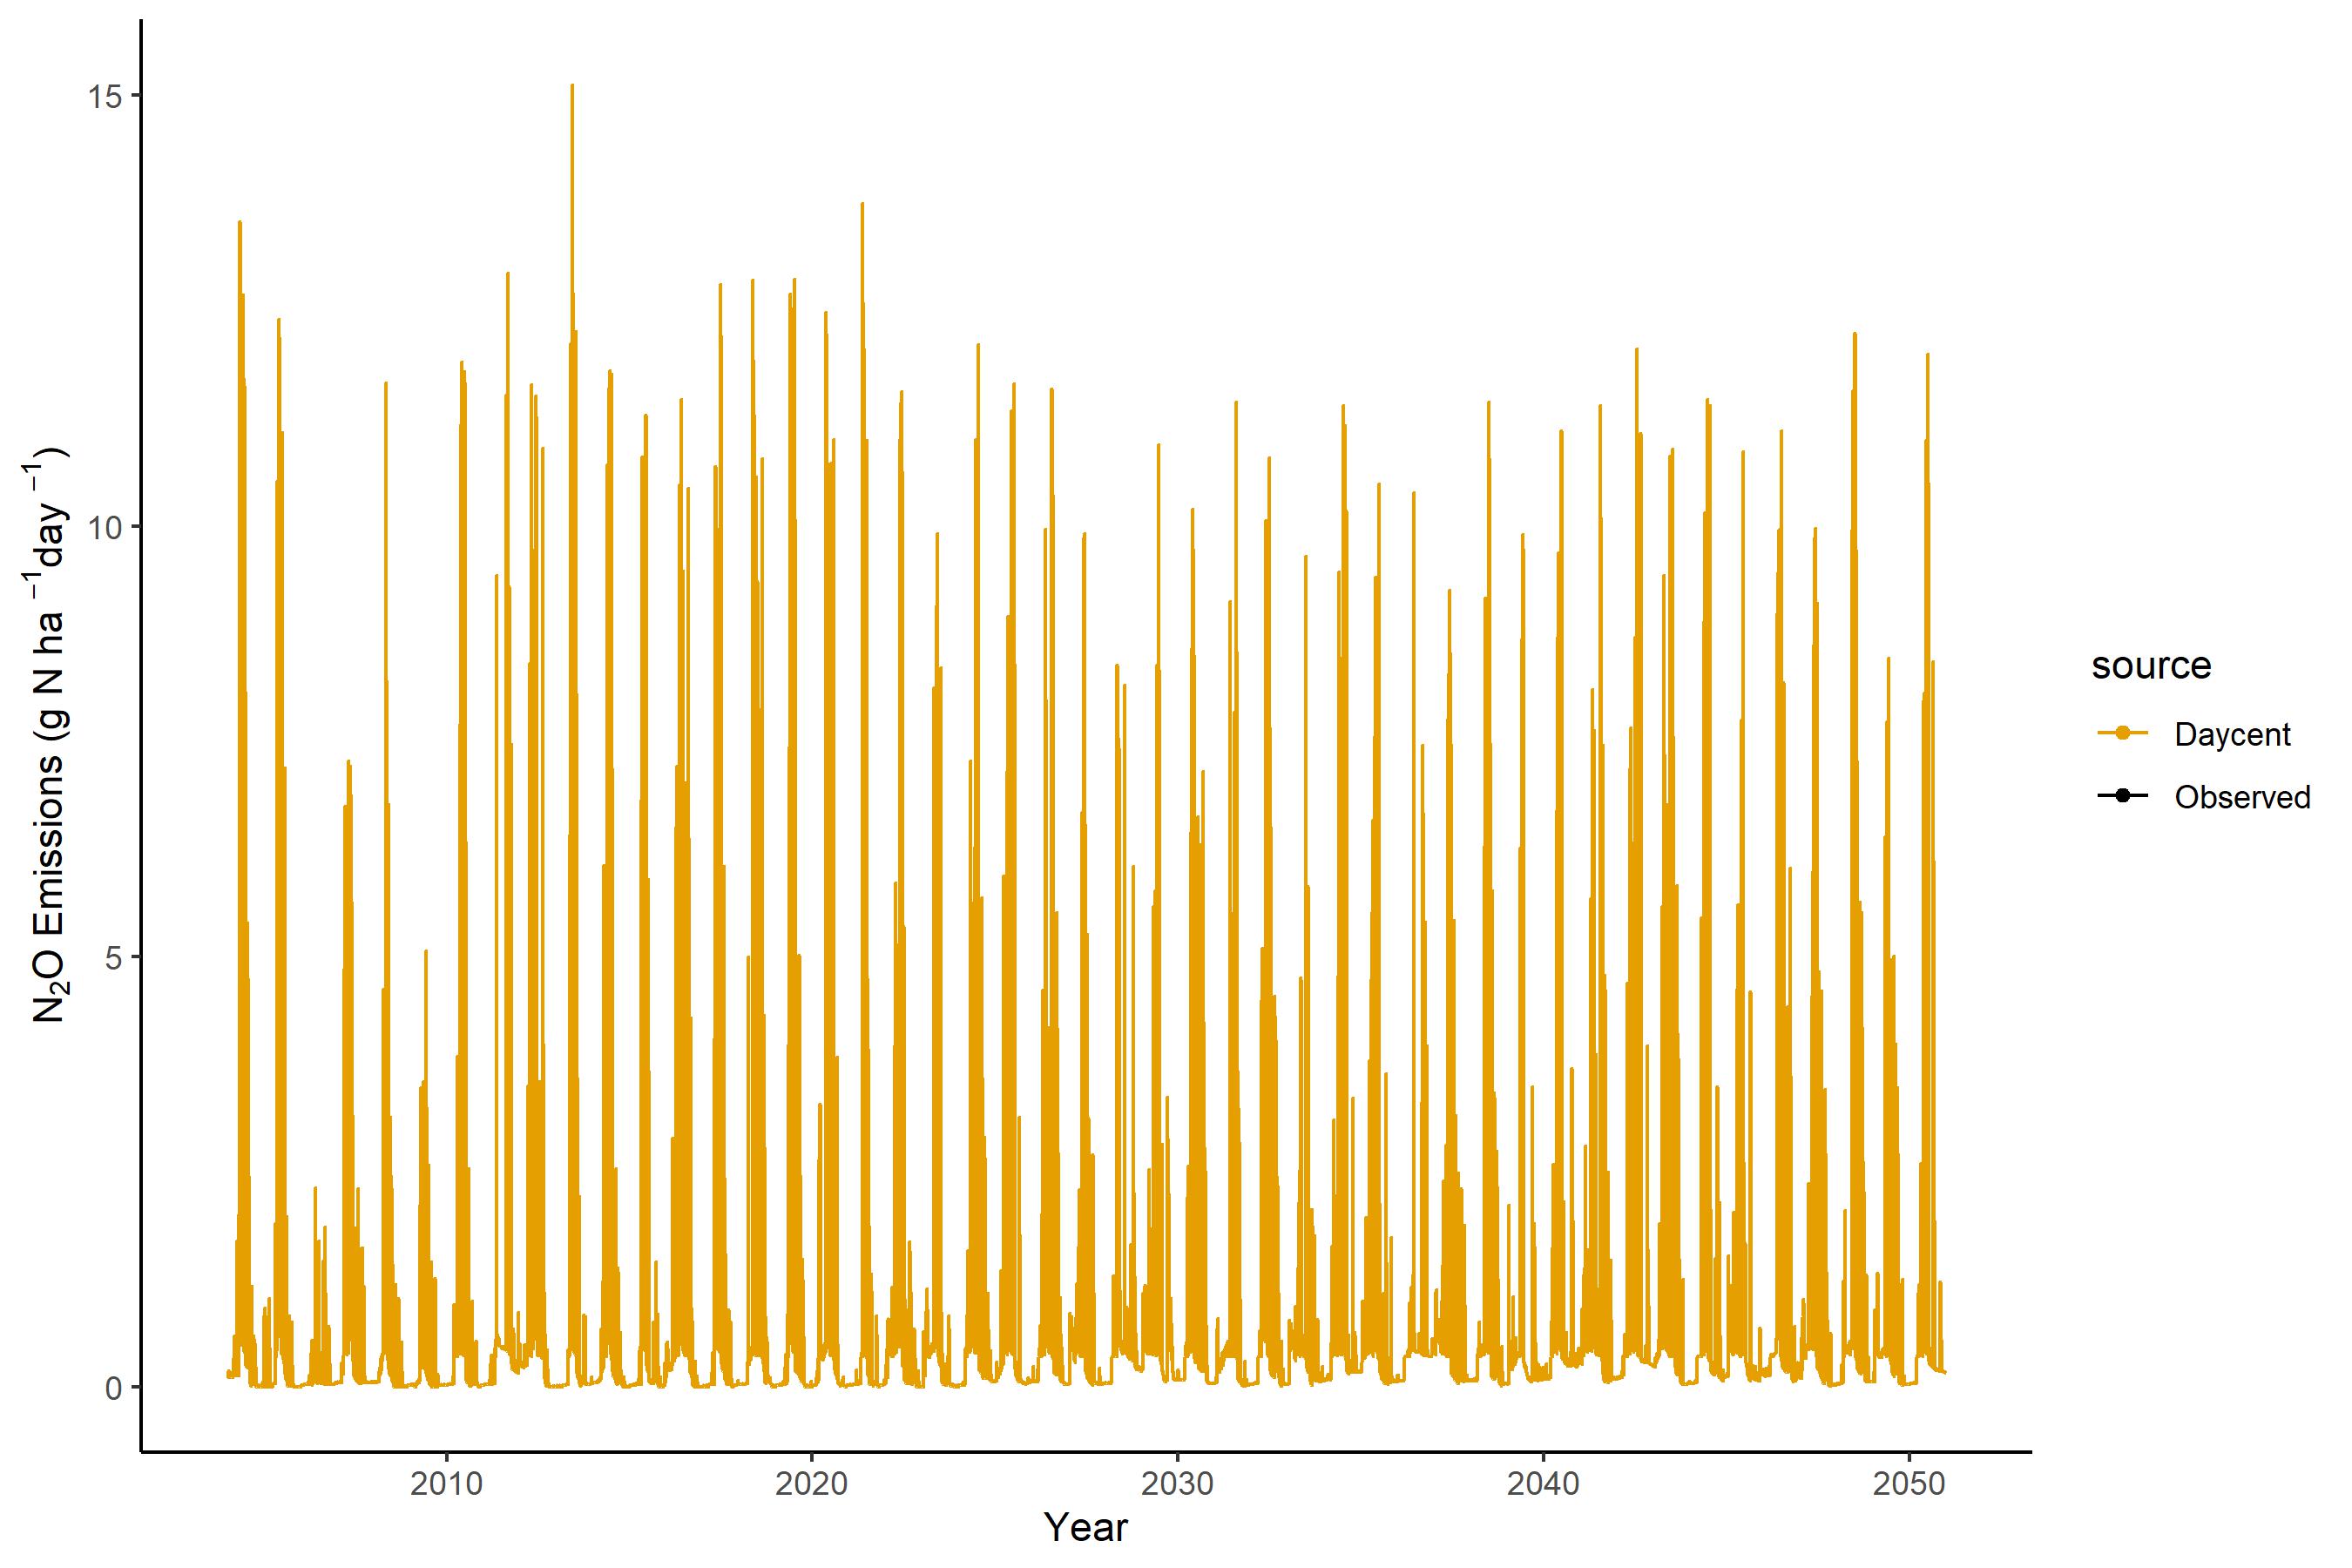 15
10
5
0
N₂O Emissions (g N ha ⁻¹day ⁻¹)
2010 2020 2030 2040 2050
Year
source
Daycent
Observed